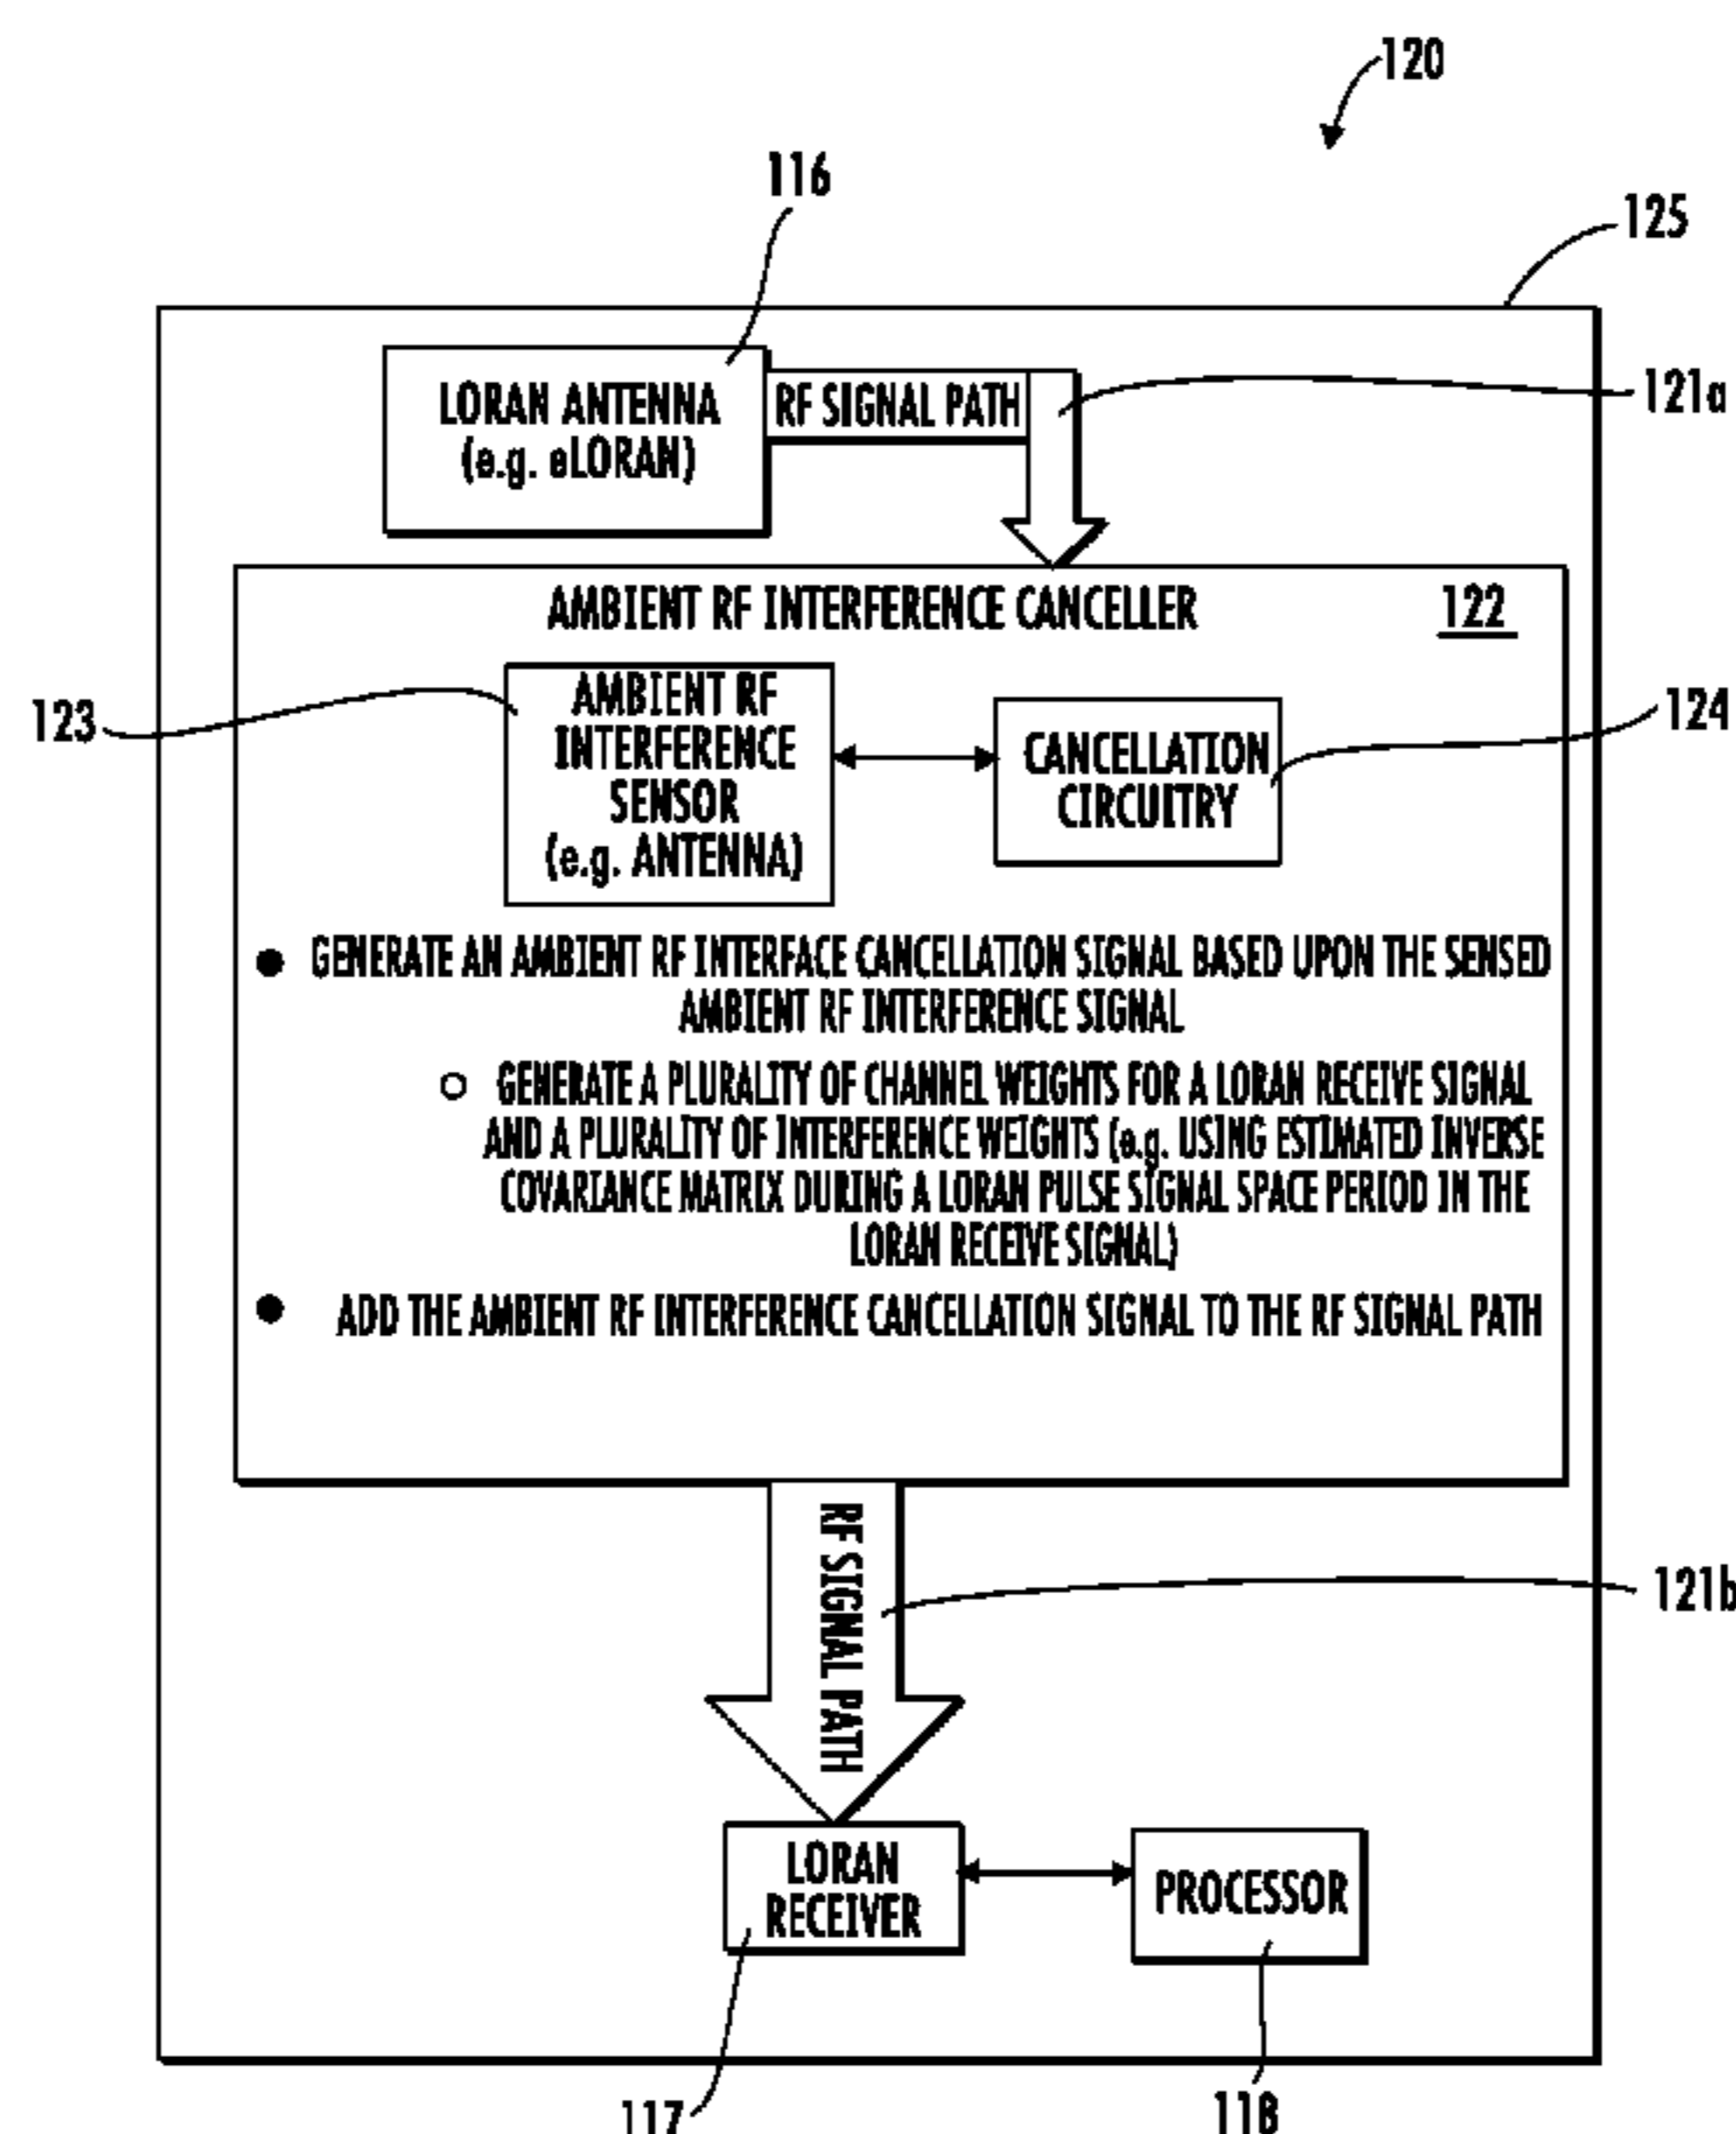 120
116
125
LORAN ANTENNA
(e.g. eLORAN)
RF SIGNAL PATH
121a
AMBIENT RF INTERFERENCE CANCELLER
122
123
AMBIENT RF
INTERFERENCE
SENSOR
(e.g. ANTENNA)
CANCELLATION
CIRCUITRY
124
● GENERATE AN AMBIENT RF INTERFACE CANCELLATION SIGNAL BASED UPON THE SENSED
AMBIENT RF INTERFERENCE SIGNAL
○ GENERATE A PLURALITY OF CHANNEL WEIGHTS FOR A LORAN RECEIVE SIGNAL
AND A PLURALITY OF INTERFERENCE WEIGHTS (e.g. USING ESTIMATED INVERSE
COVARIANCE MATRIX DURING A LORAN PULSE SIGNAL SPACE PERIOD IN THE
LORAN RECEIVE SIGNAL)
● ADD THE AMBIENT RF INTERFERENCE CANCELLATION SIGNAL TO THE RF SIGNAL PATH
RF SIGNAL PATH
121b
LORAN
RECEIVER
PROCESSOR
117
118